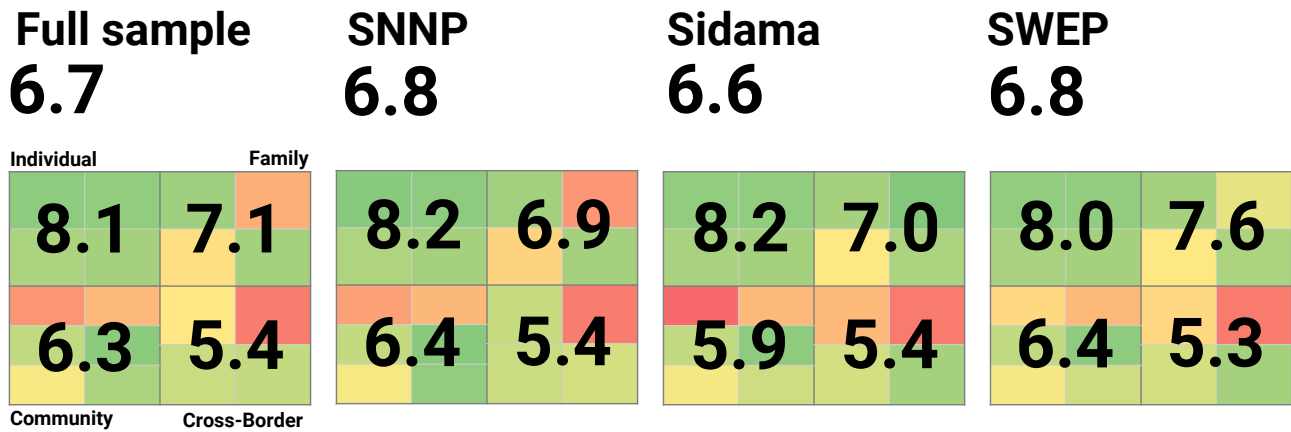 Full sample
6.7
SNNP
6.8
Sidama
6.6
SWEP
6.8
Individual
Family
8.1
7.1
6.3
5.4
Community
Cross-Border
8.2
6.9
6.4
5.4
8.2
7.0
5.9
5.4
8.0
7.6
6.4
5.3